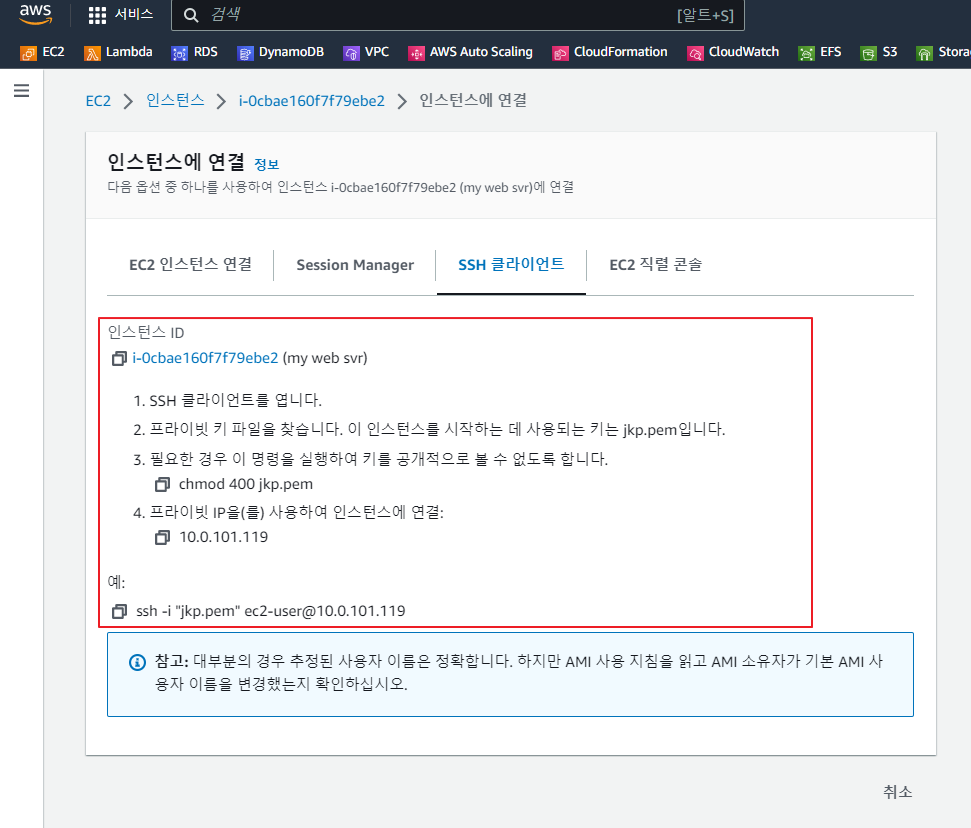 aws
서비스
검색
[알트+S]
EC2 Lambda RDS DynamoDB VPC AWS Auto Scaling CloudFormation CloudWatch EFS S3
EC2 > 인스턴스 > i-0cbae160f7f79ebe2 > 인스턴스에 연결
인스턴스에 연결 정보
다음 옵션 중 하나를 사용하여 인스턴스 i-0cbae160f7f79ebe2 (my web svr)에 연결
EC2 인스턴스 연결 Session Manager SSH 클라이언트 EC2 직렬 콘솔
인스턴스 ID
i-0cbae160f7f79ebe2 (my web svr)
1. SSH 클라이언트를 엽니다.
2. 프라이빗 키 파일을 찾습니다. 이 인스턴스를 시작하는 데 사용되는 키는 jkp.pem입니다.
3. 필요한 경우 이 명령을 실행하여 키를 공개적으로 볼 수 없도록 합니다.
chmod 400 jkp.pem
4. 프라이빗 IP을(를) 사용하여 인스턴스에 연결:
10.0.101.119
예:
ssh -i "jkp.pem" ec2-user@10.0.101.119
참고: 대부분의 경우 추정된 사용자 이름은 정확합니다. 하지만 AMI 사용 지침을 읽고 AMI 소유자가 기본 AMI 사
용자 이름을 변경했는지 확인하십시오.
취소